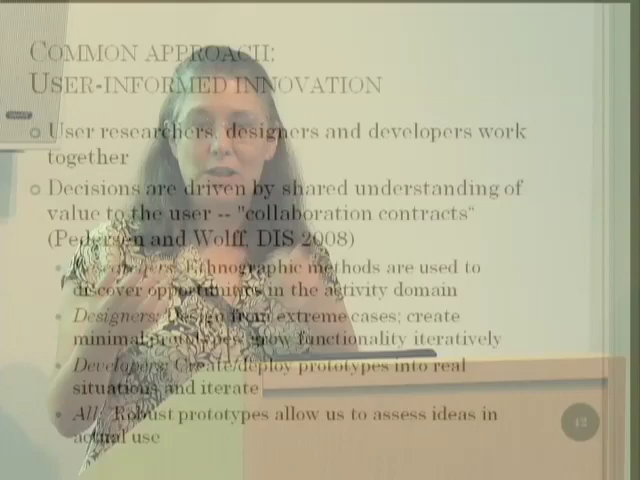 COMMON APPROACH:
USER-INFORMED INNOVATION
User researchers, designers and developers work
together
Decisions are driven by shared understanding of
value to the user -- "collaboration contracts“
(Pedersen and Wolff, DIS 2008)
Researchers: Ethnographic methods are used to
discover opportunities in the activity domain
Designers: Design from extreme cases; create
minimal prototypes, grow functionality iteratively
Developers: Create/deploy prototypes into real
situations and iterate
All: Robust prototypes allow us to assess ideas in
actual use
42